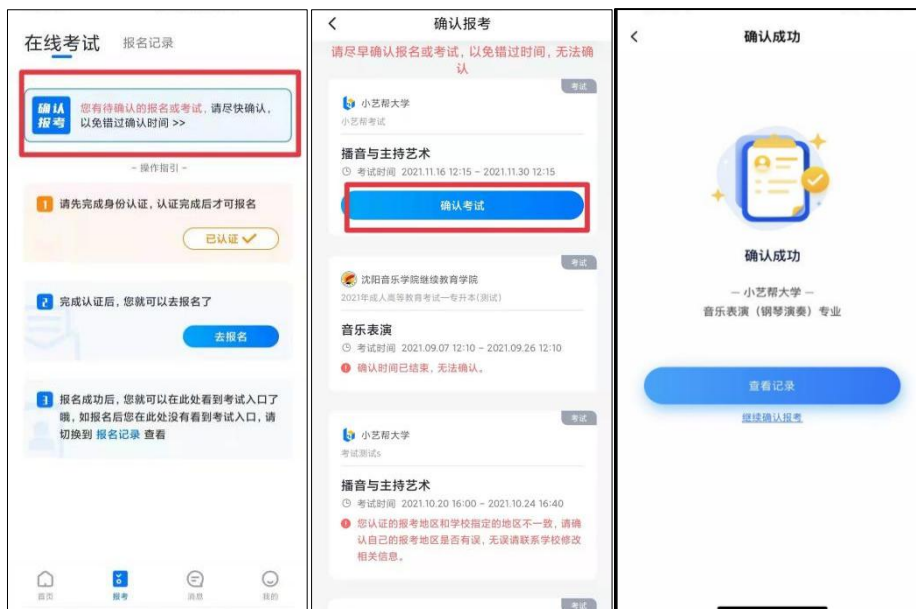 在线考试 报名记录
确认
报考
您有待确认的报名或考试，请尽快确认，
以免错过确认时间 >>
- 操作指引 -
1 请先完成身份认证，认证完成后才可报名
已认证
2 完成认证后，您就可以去报名了
去报名
3 报名成功后，您就可以在此处看到考试入口了
哦，如报名后您在此处没有看到考试入口，请
切换到 报名记录 查看
首页 报考 消息 我的
确认报考
请尽早确认报名或考试，以免错过时间，无法确
认
考试
小艺帮大学
小艺帮考试
播音与主持艺术
考试时间 2021.11.16 12:15 - 2021.11.30 12:15
确认考试
考试
沈阳音乐学院继续教育学院
2021年成人高等教育考试—专升本(测试)
音乐表演
考试时间 2021.09.07 12:10 - 2021.09.26 12:10
确认时间已结束，无法确认。
考试
小艺帮大学
考试测试s
播音与主持艺术
考试时间 2021.10.20 16:00 - 2021.10.24 16:40
您认证的报考地区和学校指定的地区不一致，请确
认自己的报考地区是否有误，无误请联系学校修改
相关信息。
考试
确认成功
确认成功
— 小艺帮大学 —
音乐表演（钢琴演奏）专业
查看记录
继续确认报考